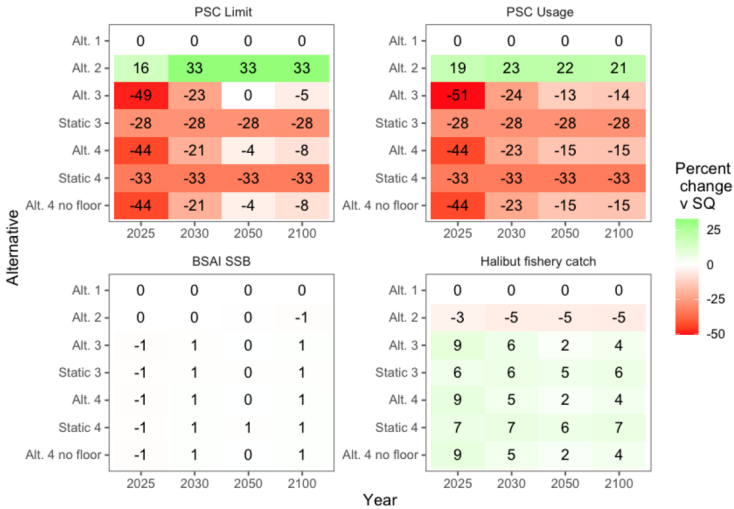 PSC Limit
Alt. 1 0 0 0 0
Alt. 2 16 33 33 33
Alt. 3 -49 -23 0 -5
Static 3 -28 -28 -28 -28
Alt. 4 -44 -21 -4 -8
Static 4 -33 -33 -33 -33
Alt. 4 no floor -44 -21 -4 -8
2025 2030 2050 2100
PSC Usage
Alt. 1 0 0 0 0
Alt. 2 19 23 22 21
Alt. 3 -51 -24 -13 -14
Static 3 -28 -28 -28 -28
Alt. 4 -44 -23 -15 -15
Static 4 -33 -33 -33 -33
Alt. 4 no floor -44 -23 -15 -15
2025 2030 2050 2100
BSAI SSB
Alt. 1 0 0 0 0
Alt. 2 0 0 0 -1
Alt. 3 -1 1 0 1
Static 3 -1 1 0 1
Alt. 4 -1 1 0 1
Static 4 -1 1 1 1
Alt. 4 no floor -1 1 0 1
2025 2030 2050 2100
Halibut fishery catch
Alt. 1 0 0 0 0
Alt. 2 -3 -5 -5 -5
Alt. 3 9 6 2 4
Static 3 6 6 5 6
Alt. 4 9 5 2 4
Static 4 7 7 6 7
Alt. 4 no floor 9 5 2 4
2025 2030 2050 2100
Alternative
Year
Percent
change
v SQ
25
0
-25
-50